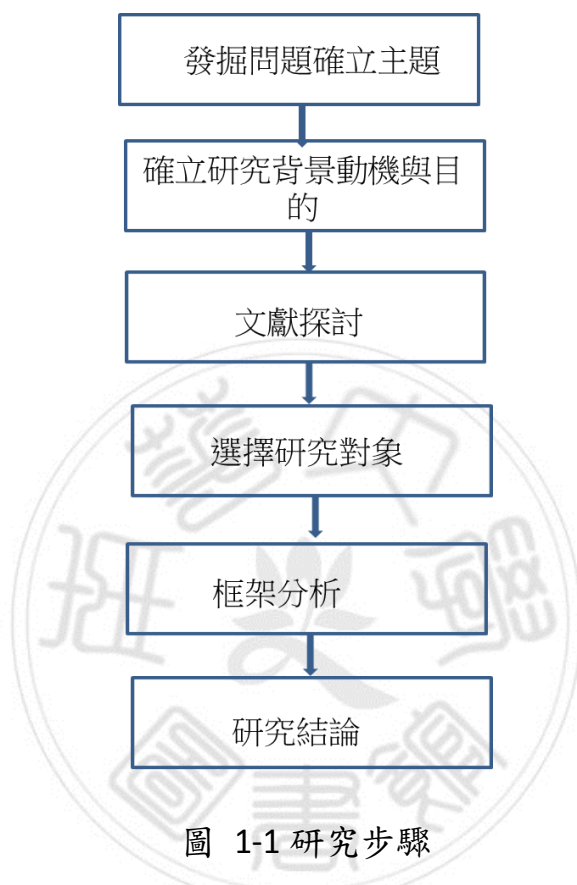 發掘問題確立主題
確立研究背景動機與目
的
文獻探討
選擇研究對象
框架分析
研究結論
圖 1-1 研究步驟